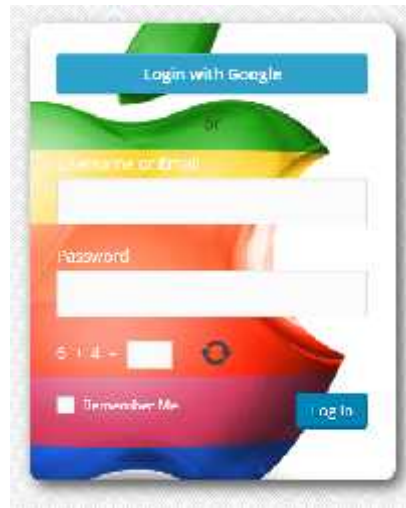 Login with Google
or
Username or Email
Password
6 + 4 =
Remember Me
Log In